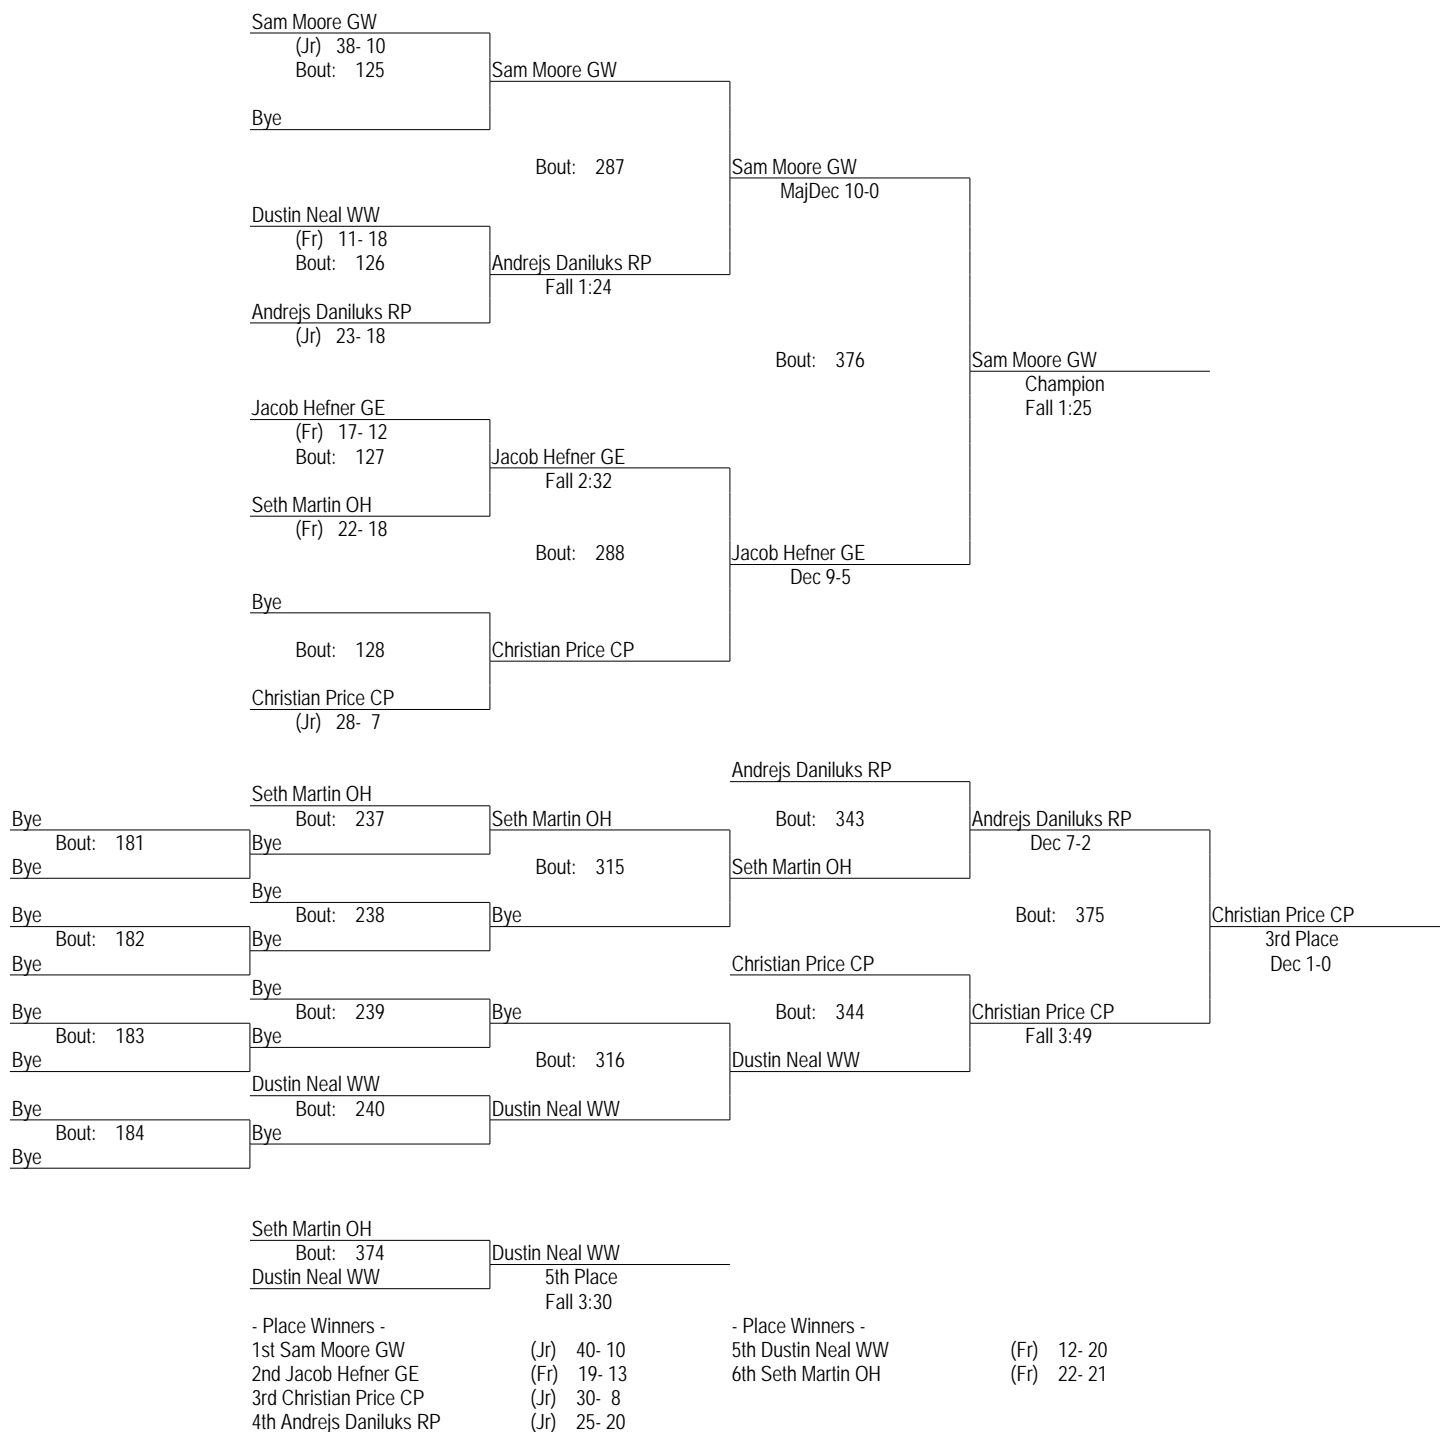 Sam Moore GW
(Jr) 38- 10
Bout: 125
Sam Moore GW
Bye
Bout: 287
Sam Moore GW
MajDec 10-0
Dustin Neal WW
(Fr) 11- 18
Bout: 126
Andrejs Daniluks RP
Fall 1:24
Andrejs Daniluks RP
(Jr) 23- 18
Bout: 376
Sam Moore GW
Champion
Fall 1:25
Jacob Hefner GE
(Fr) 17- 12
Bout: 127
Jacob Hefner GE
Fall 2:32
Seth Martin OH
(Fr) 22- 18
Bout: 288
Jacob Hefner GE
Dec 9-5
Bye
Bout: 128
Christian Price CP
Christian Price CP
(Jr) 28- 7
Andrejs Daniluks RP
Seth Martin OH
Bye
Bout: 237
Seth Martin OH
Bout: 343
Andrejs Daniluks RP
Bout: 181
Bye
Dec 7-2
Bye
Bout: 315
Seth Martin OH
Bye
Bye
Bout: 238
Bye
Bout: 375
Christian Price CP
Bout: 182
Bye
3rd Place
Bye
Christian Price CP
Dec 1-0
Bye
Bye
Bout: 239
Bye
Bout: 344
Christian Price CP
Bout: 183
Bye
Fall 3:49
Bye
Bout: 316
Dustin Neal WW
Dustin Neal WW
Bye
Bout: 240
Dustin Neal WW
Bout: 184
Bye
Bye
Seth Martin OH
Bout: 374
Dustin Neal WW
Dustin Neal WW
5th Place
Fall 3:30
- Place Winners -
1st Sam Moore GW (Jr) 40- 10
2nd Jacob Hefner GE (Fr) 19- 13
3rd Christian Price CP (Jr) 30- 8
4th Andrejs Daniluks RP (Jr) 25- 20
- Place Winners -
5th Dustin Neal WW (Fr) 12- 20
6th Seth Martin OH (Fr) 22- 21